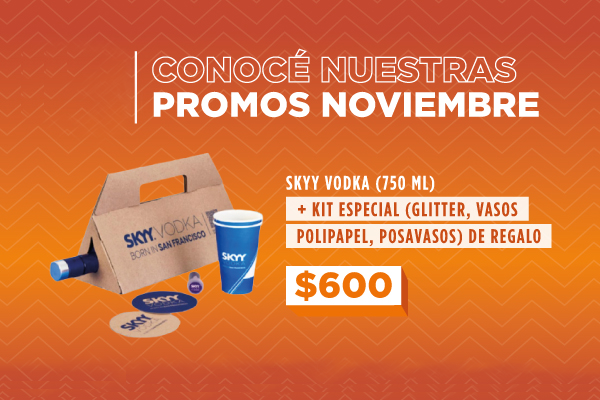 CONOCÉ NUESTRAS
PROMOS NOVIEMBRE
SKYY VODKA (750 ML)
+ KIT ESPECIAL (GLITTER, VASOS
POLIPAPEL, POSAVASOS) DE REGALO
$600
SKYY VODKA
BORN IN SAN FRANCISCO
SKYY
SKYY
SKYY